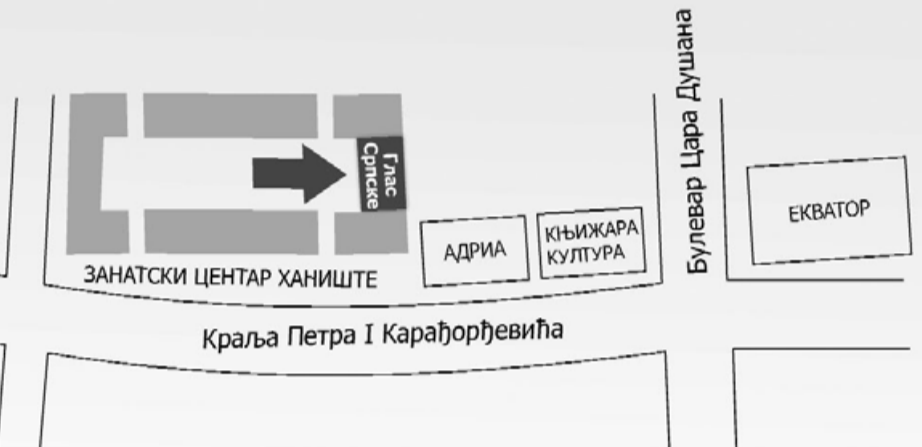 Глас
Српске
ЗАНАТСКИ ЦЕНТАР ХАНИШТЕ
АДРИА
КЊИЖАРА
КУЛТУРА
Булевар Цара Душана
ЕКВАТОР
Краља Петра I Карађорђевића